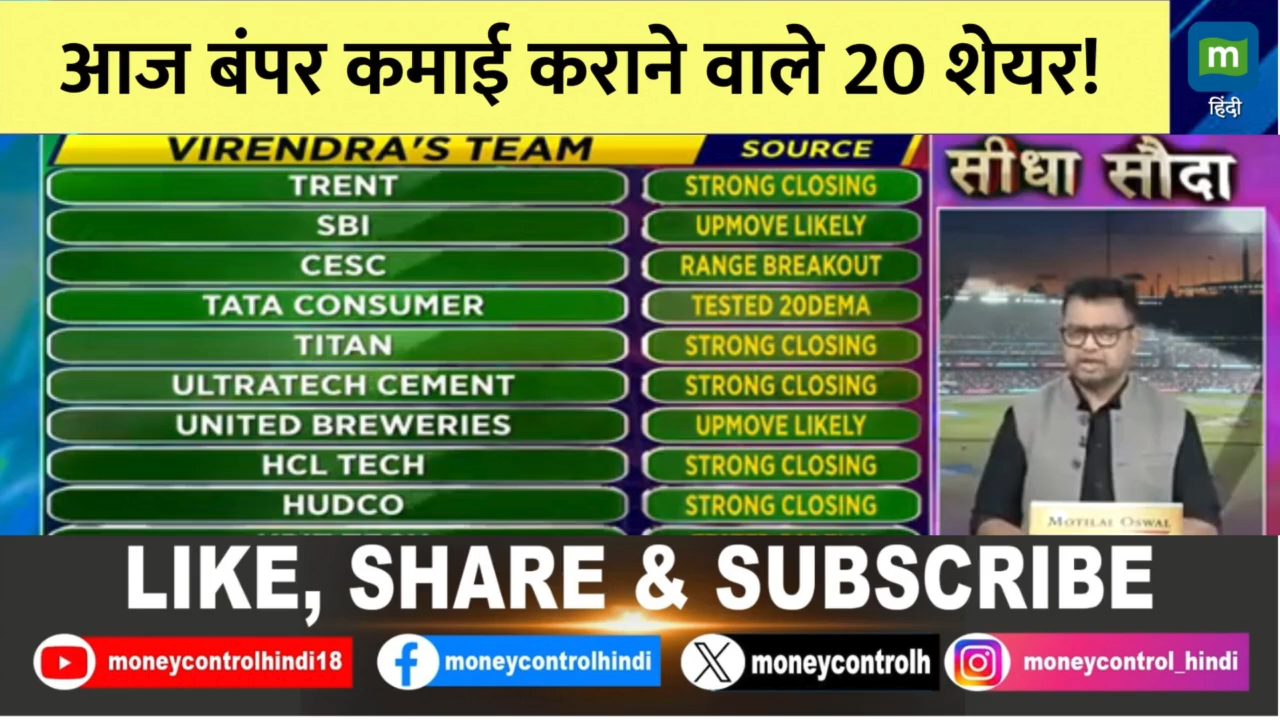 आज बंपर कमाई कराने वाले 20 शेयर!
m
हिंदी
VIRENDRA'S TEAM SOURCE
TRENT STRONG CLOSING
SBI UPMOVE LIKELY
CESC RANGE BREAKOUT
TATA CONSUMER TESTED 20DEMA
TITAN STRONG CLOSING
ULTRATECH CEMENT STRONG CLOSING
UNITED BREWERIES UPMOVE LIKELY
HCL TECH STRONG CLOSING
HUDCO STRONG CLOSING
सीधा सौदा
MOTILAL OSWAL
LIKE, SHARE & SUBSCRIBE
moneycontrolhindi18 moneycontrolhindi moneycontrolh moneycontrol_hindi